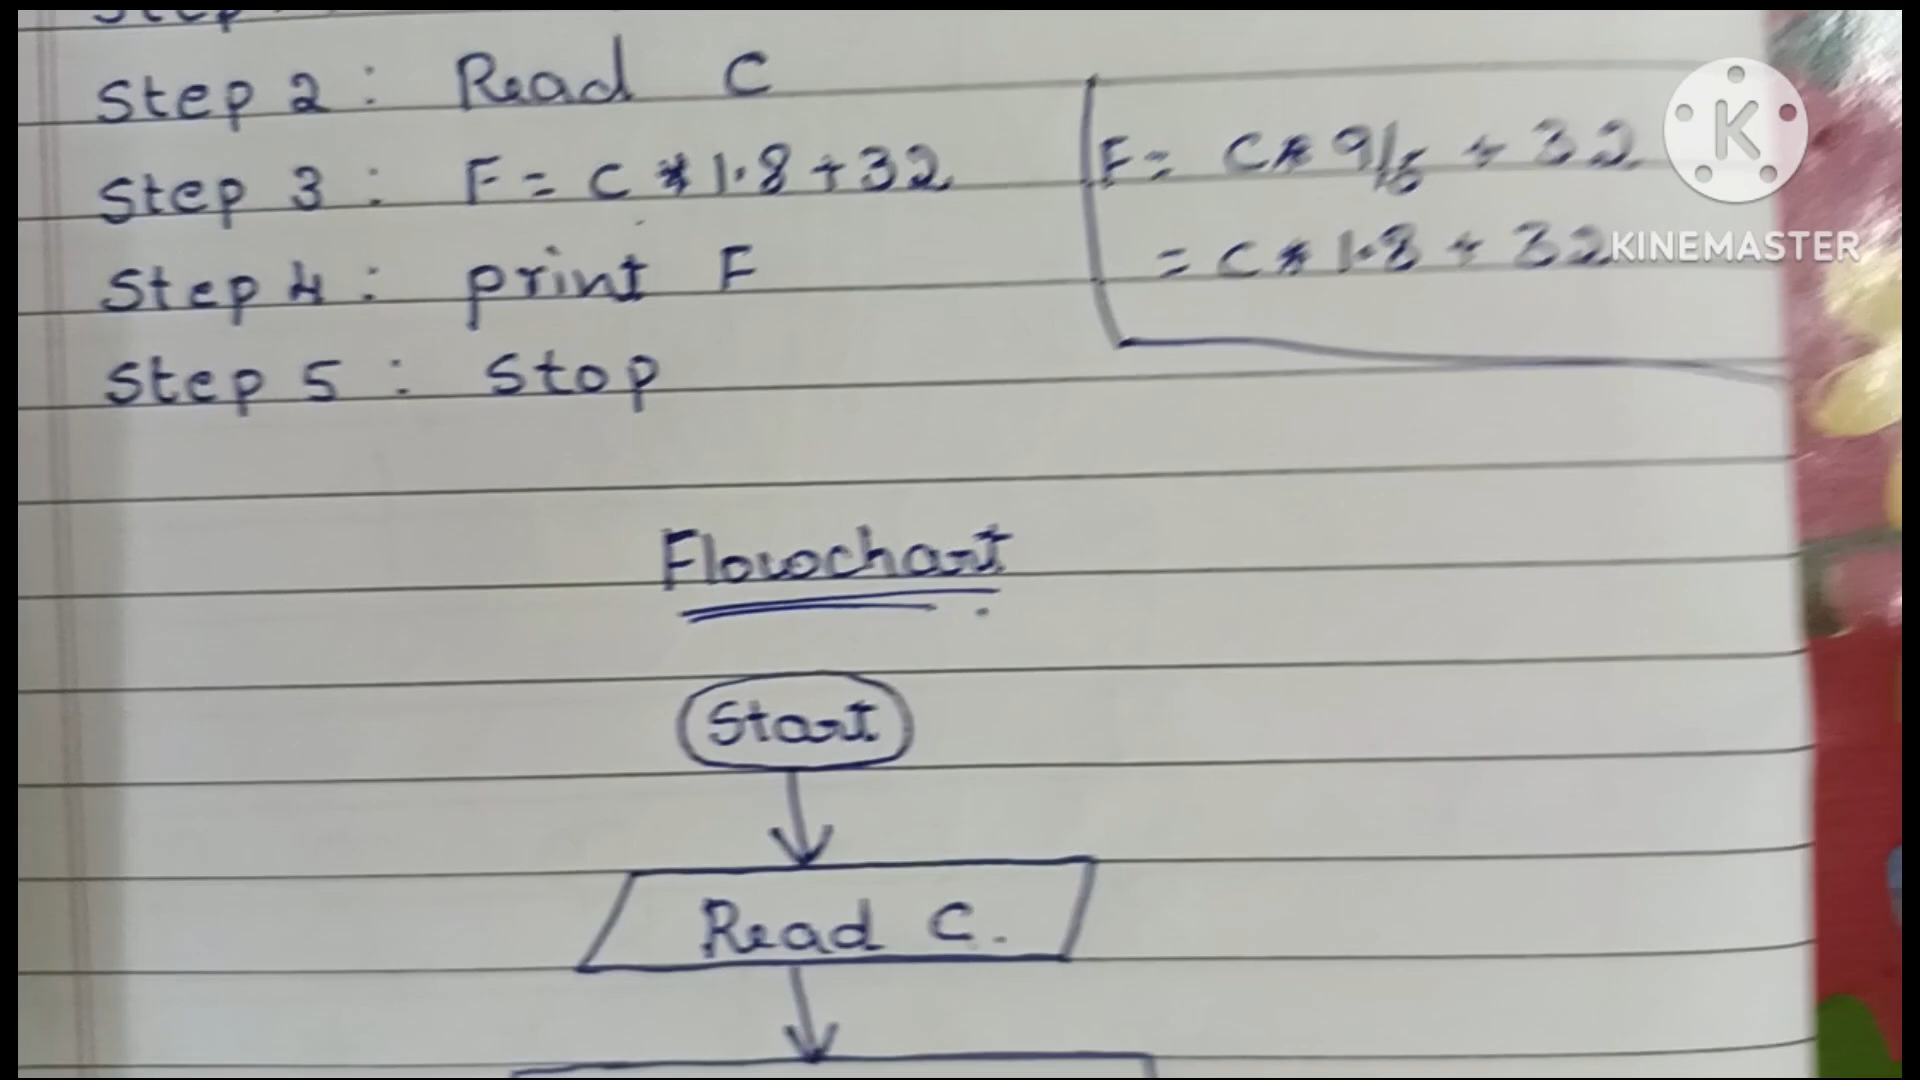 Step 2 : Read C
Step 3 : F = C * 1.8 + 32
Step 4 : print F
Step 5 : Stop
F = C * 9/5 + 32
= C * 1.8 + 32
KINEMASTER
Flowchart
Start
Read C.